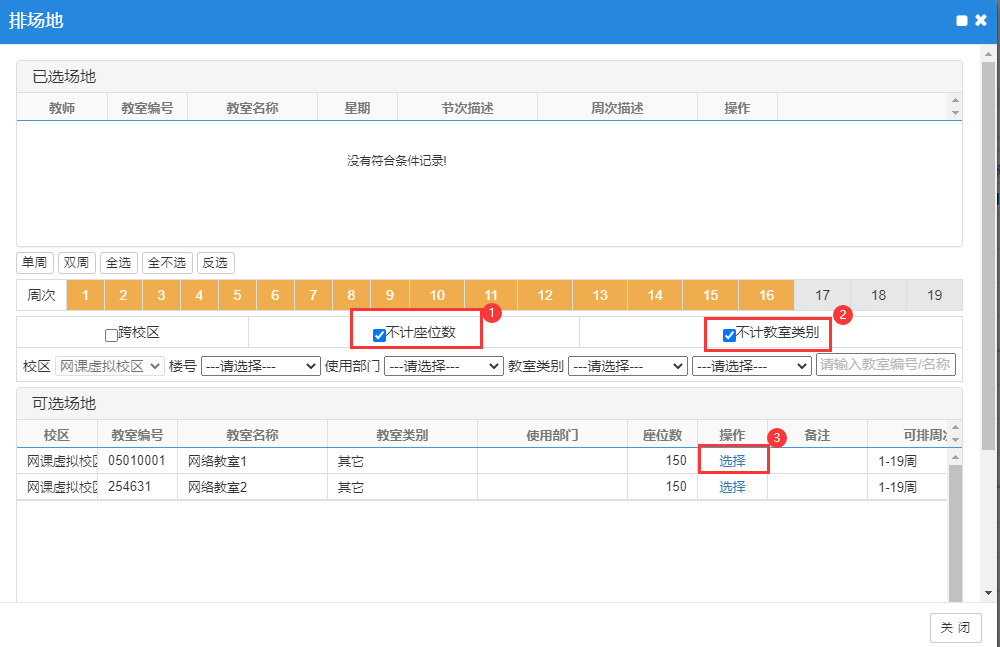 排场地
已选场地
教师 教室编号 教室名称 星期 节次描述 周次描述 操作
没有符合条件记录!
单周 双周 全选 全不选 反选
周次 1 2 3 4 5 6 7 8 9 10 11 12 13 14 15 16 17 18 19
1 2
跨校区 不计座位数 不计教室类别
校区 网课虚拟校区 楼号 ---请选择--- 使用部门 ---请选择--- 教室类别 ---请选择--- ---请选择--- 请输入教室编号/名称
可选场地
校区 教室编号 教室名称 教室类别 使用部门 座位数 操作 3 备注 可排周
网课虚拟校 05010001 网络教室1 其它 150 选择 1-19周
网课虚拟校 254631 网络教室2 其它 150 选择 1-19周
关 闭